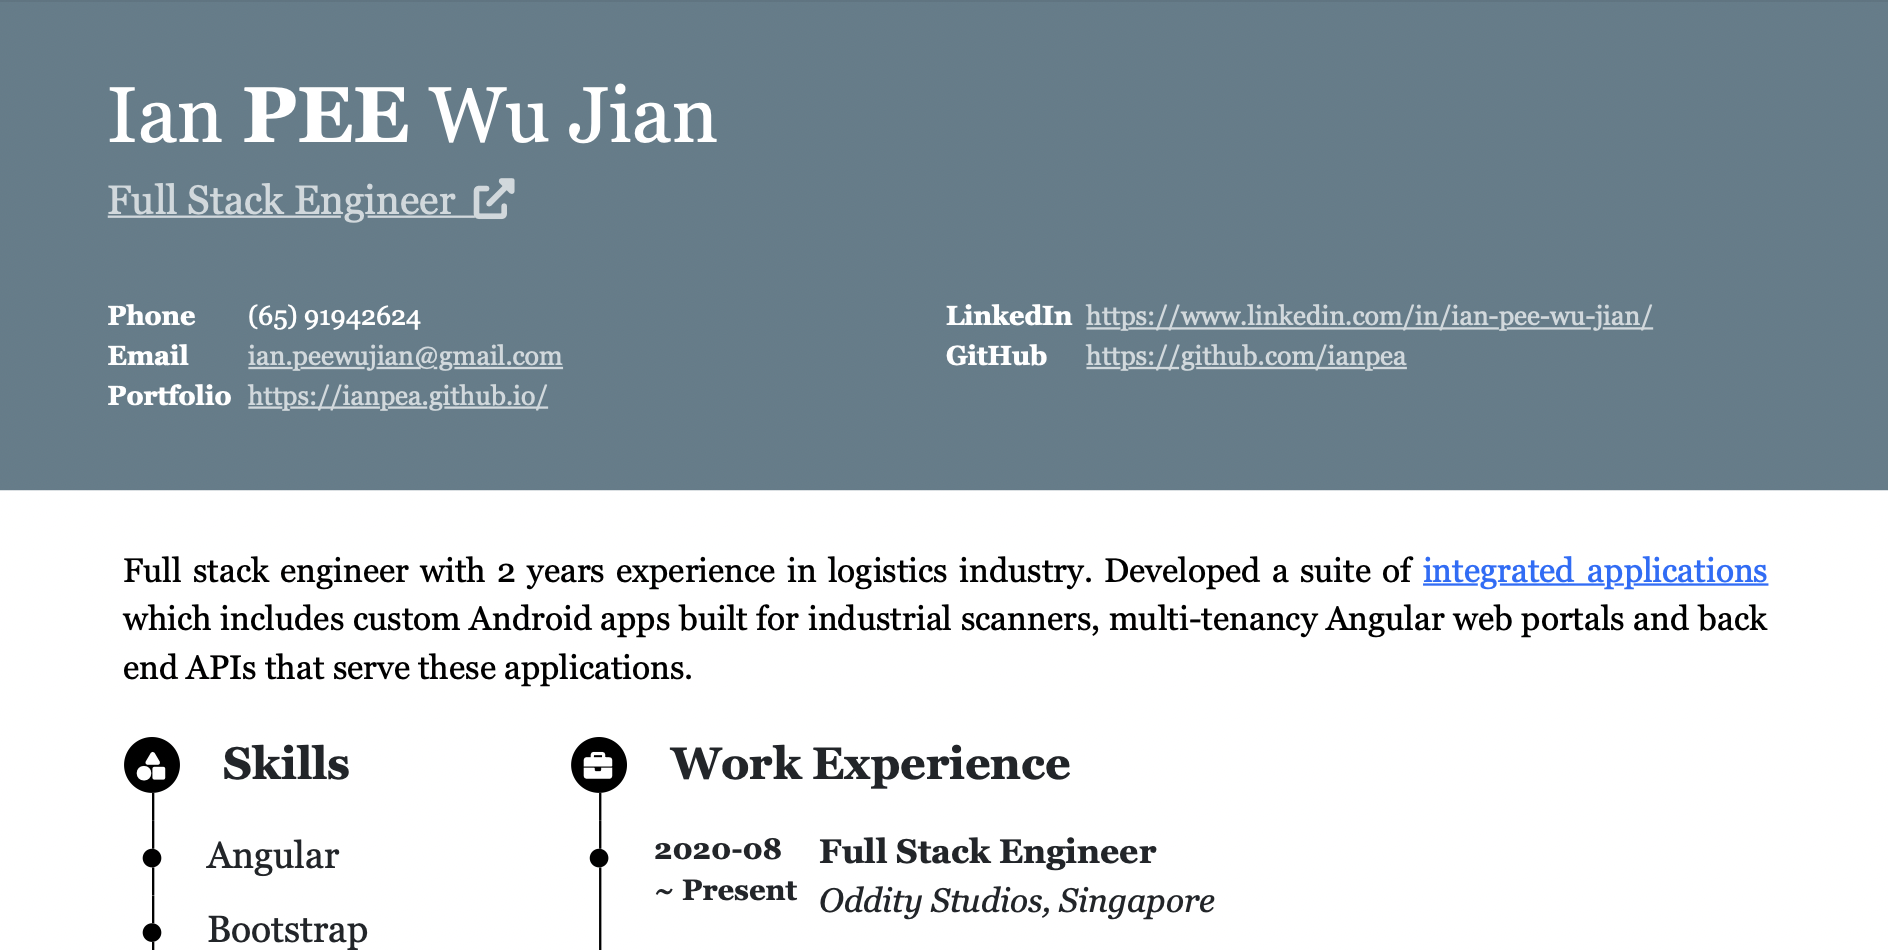 Ian PEE Wu Jian
Full Stack Engineer
Phone (65) 91942624
Email ian.peewujian@gmail.com
Portfolio https://ianpea.github.io/
LinkedIn https://www.linkedin.com/in/ian-pee-wu-jian/
GitHub https://github.com/ianpea
Full stack engineer with 2 years experience in logistics industry. Developed a suite of integrated applications
which includes custom Android apps built for industrial scanners, multi-tenancy Angular web portals and back
end APIs that serve these applications.
Skills
Angular
Bootstrap
Work Experience
2020-08 ~ Present
Full Stack Engineer
Oddity Studios, Singapore